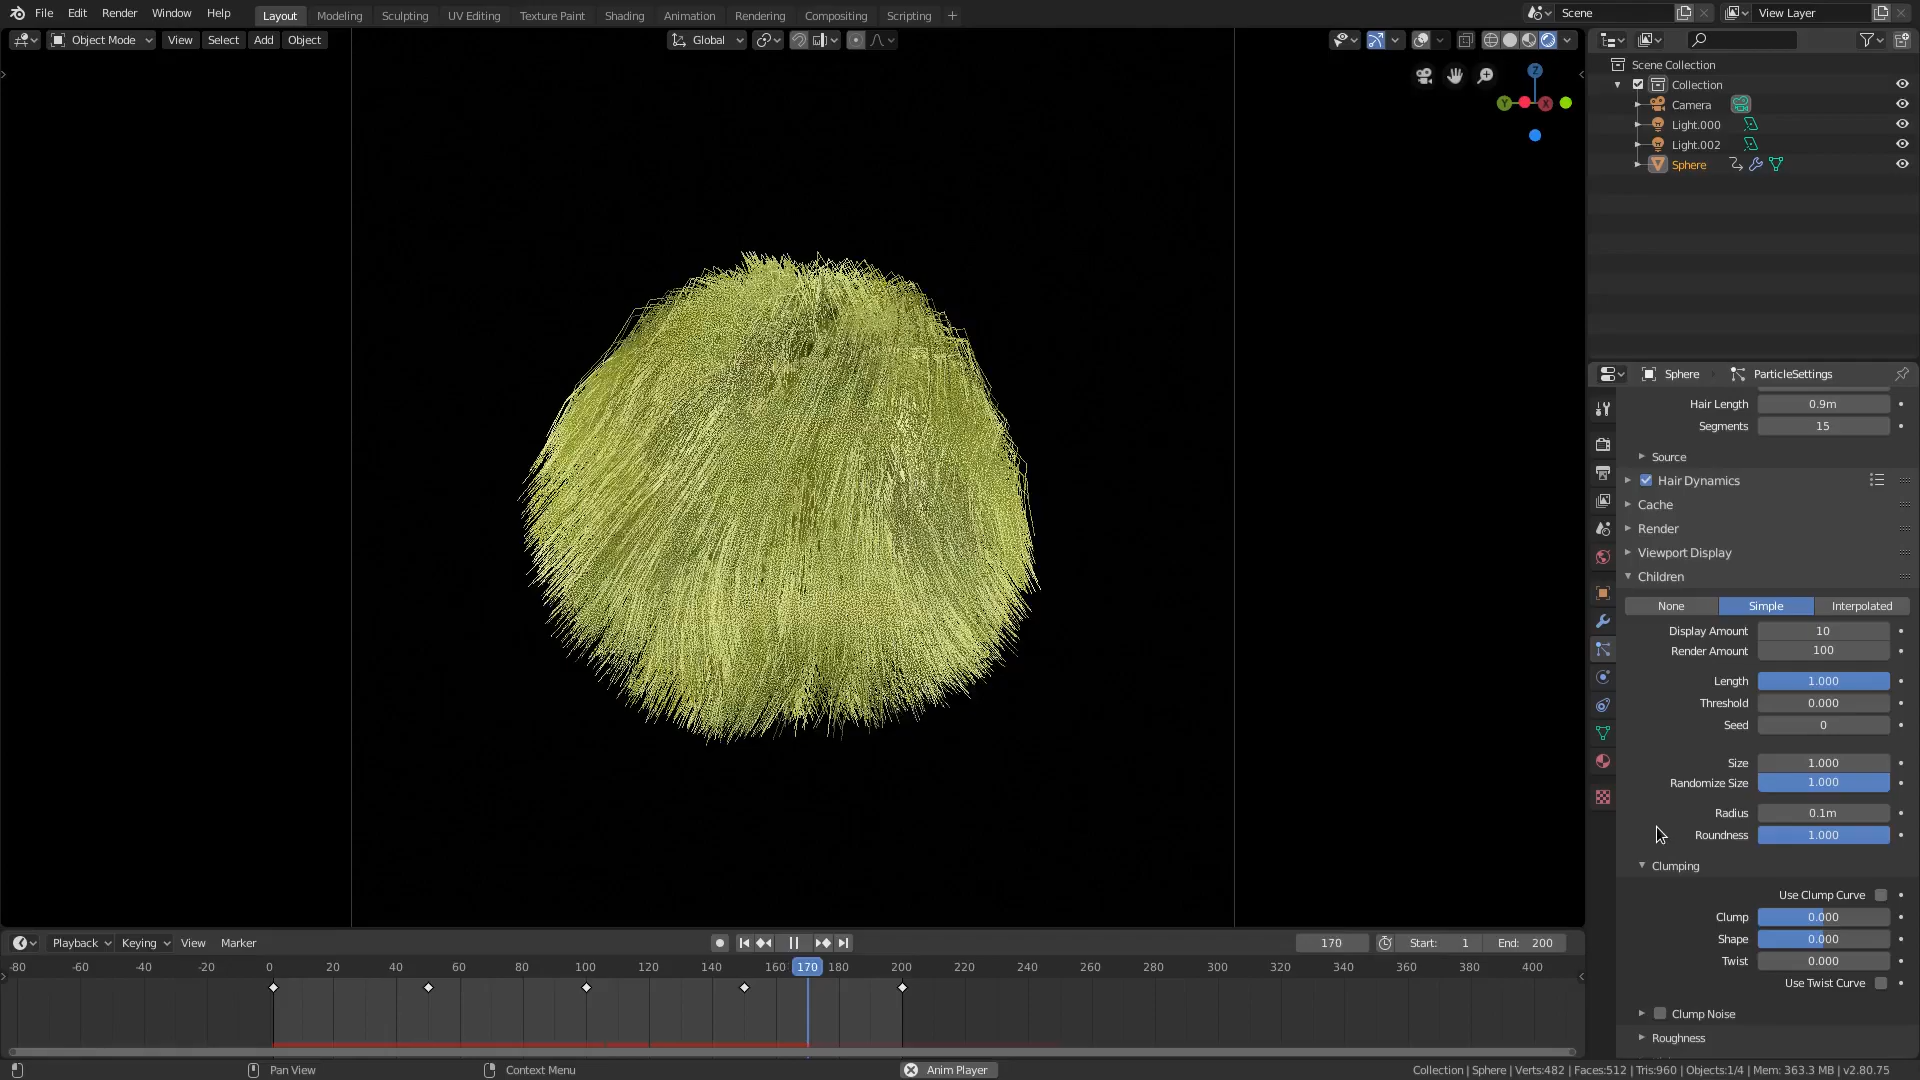 File Edit Render Window Help Layout Modeling Sculpting UV Editing Texture Paint Shading Animation Rendering Compositing Scripting + Scene View Layer
Object Mode View Select Add Object Global
Z
Y X
Scene Collection
Collection
Camera
Light.000
Light.002
Sphere
Sphere ParticleSettings
Hair Length 0.9m
Segments 15
Source
Hair Dynamics
Cache
Render
Viewport Display
Children
None Simple Interpolated
Display Amount 10
Render Amount 100
Length 1.000
Threshold 0.000
Seed 0
Size 1.000
Randomize Size 1.000
Radius 0.1m
Roundness 1.000
Clumping
Use Clump Curve
Clump 0.000
Shape 0.000
Twist 0.000
Use Twist Curve
Clump Noise
Roughness
Playback Keying View Marker 170 Start: 1 End: 200
-80 -60 -40 -20 0 20 40 60 80 100 120 140 160 170 180 200 220 240 260 280 300 320 340 360 380 400
Pan View Context Menu Anim Player Collection | Sphere | Verts:482 | Faces:512 | Tris:960 | Objects:1/4 | Mem: 363.3 MB | v2.80.75